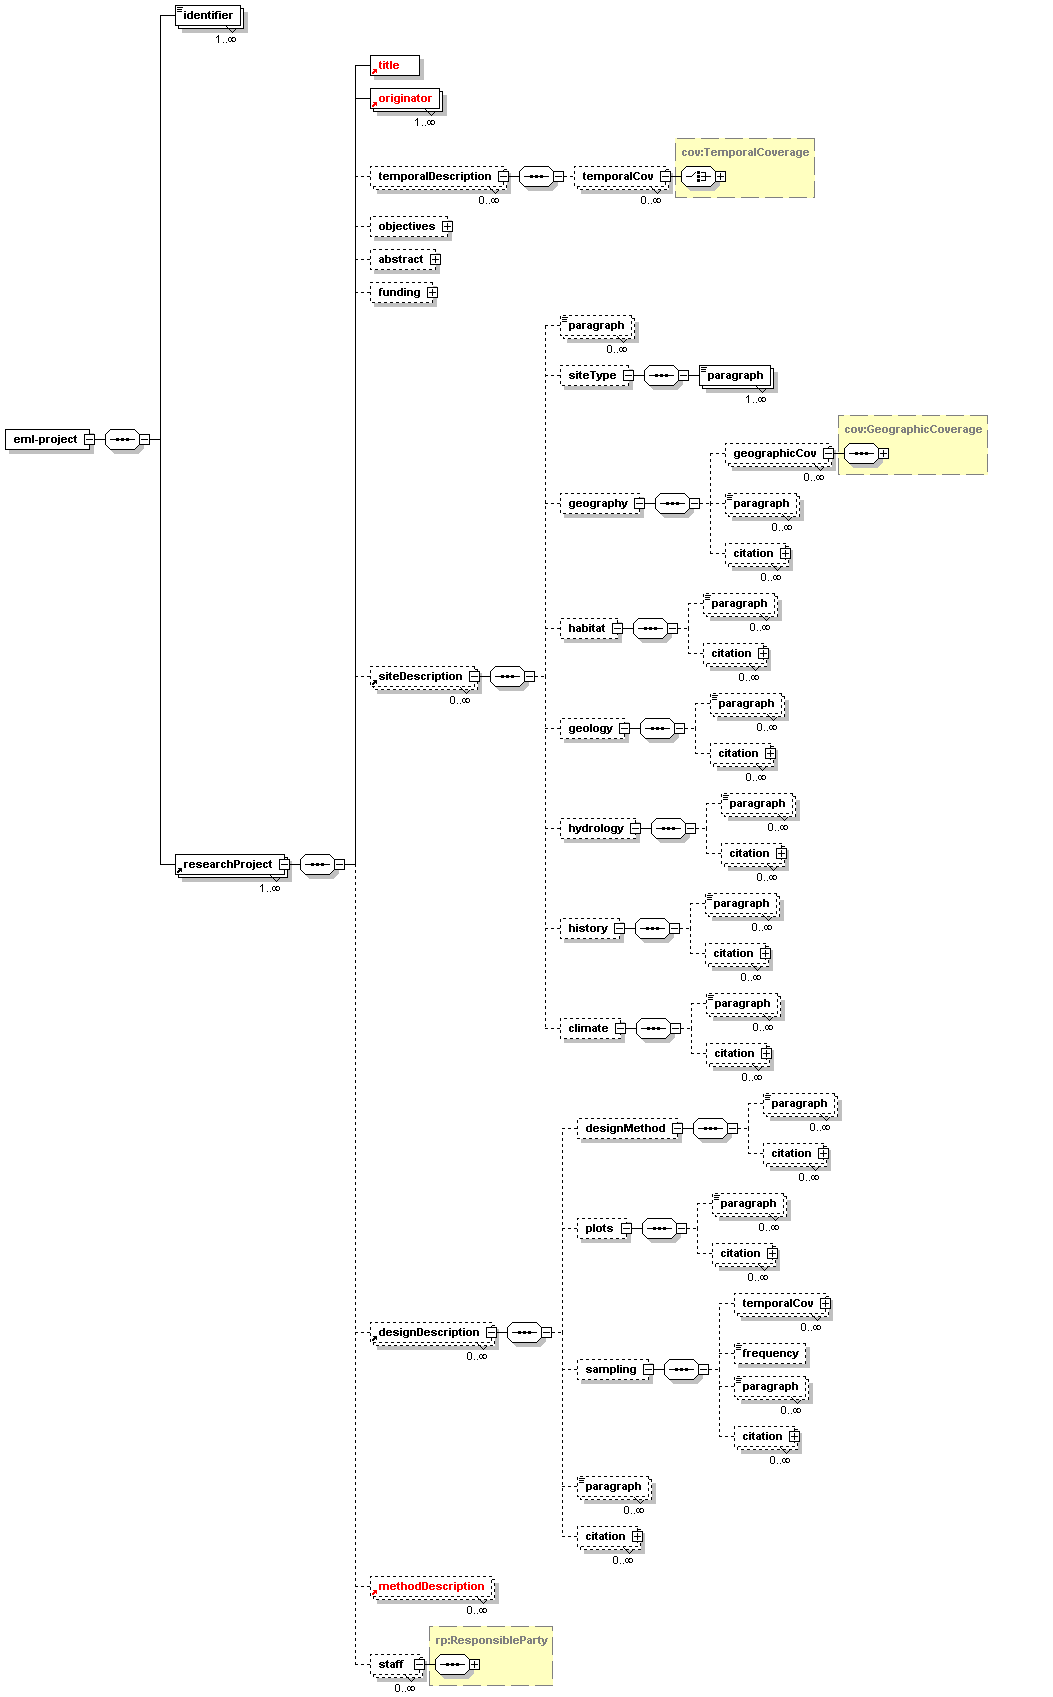 identifier
1..∞
title
originator
1..∞
cov:TemporalCoverage
temporalDescription
temporalCov
0..∞
0..∞
objectives
abstract
funding
paragraph
0..∞
siteType
paragraph
1..∞
cov:GeographicCoverage
eml-project
geographicCov
0..∞
geography
paragraph
0..∞
citation
0..∞
paragraph
0..∞
habitat
citation
0..∞
siteDescription
0..∞
paragraph
0..∞
geology
citation
0..∞
paragraph
0..∞
hydrology
citation
0..∞
researchProject
1..∞
paragraph
0..∞
history
citation
0..∞
paragraph
0..∞
climate
citation
0..∞
paragraph
0..∞
designMethod
citation
0..∞
paragraph
0..∞
plots
citation
0..∞
temporalCov
0..∞
designDescription
0..∞
frequency
sampling
paragraph
0..∞
citation
0..∞
paragraph
0..∞
citation
0..∞
methodDescription
0..∞
rp:ResponsibleParty
staff
0..∞